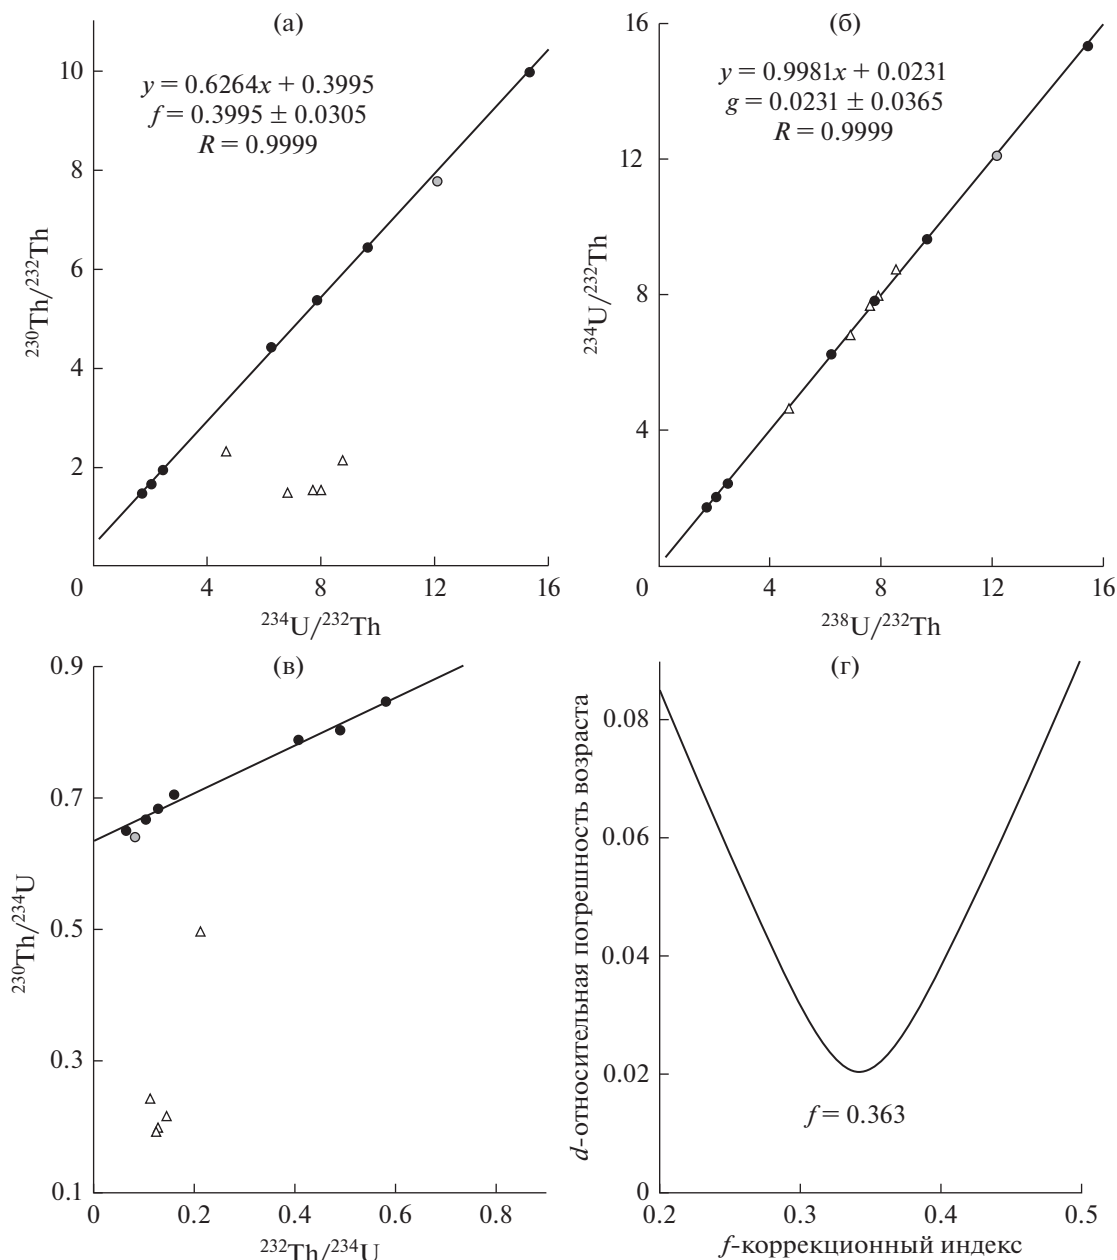 (а)
y = 0.6264x + 0.3995
f = 0.3995 ± 0.0305
R = 0.9999
10
8
6
4
2
0
4
8
12
16
²³⁰Th/²³²Th
²³⁴U/²³²Th
(б)
y = 0.9981x + 0.0231
g = 0.0231 ± 0.0365
R = 0.9999
16
12
8
4
0
4
8
12
16
²³⁴U/²³²Th
²³⁸U/²³²Th
(в)
0.9
0.7
0.5
0.3
0.1
0
0.2
0.4
0.6
0.8
²³⁰Th/²³⁴U
²³²Th/²³⁴U
(г)
0.08
0.06
0.04
0.02
0
0.2
0.3
0.4
0.5
f = 0.363
d-относительная погрешность возраста
f-коррекционный индекс